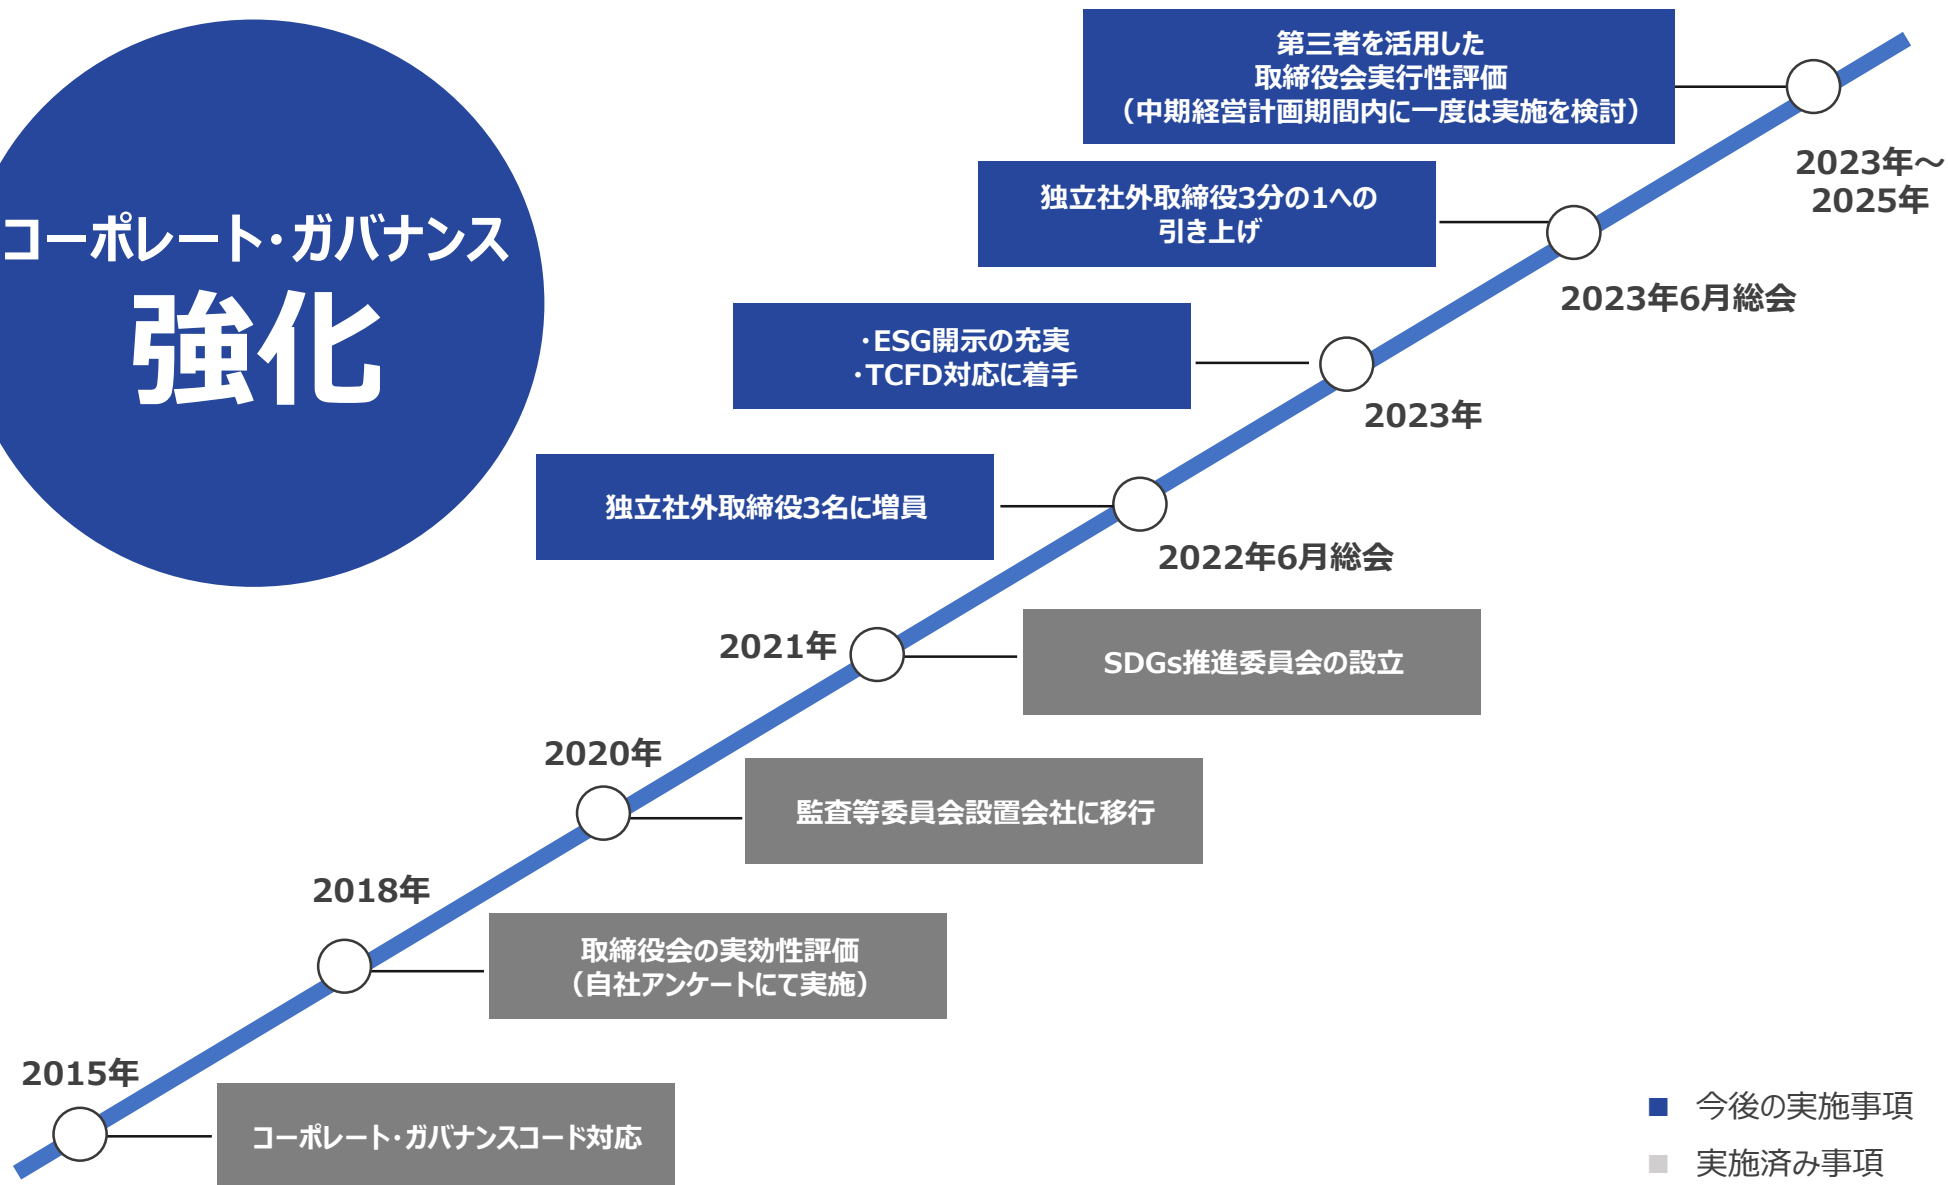 コーポレート・ガバナンス
強化
第三者を活用した
取締役会実行性評価
（中期経営計画期間内に一度は実施を検討）
2023年～
2025年
独立社外取締役3分の1への
引き上げ
2023年6月総会
・ESG開示の充実
・TCFD対応に着手
2023年
独立社外取締役3名に増員
2022年6月総会
2021年
SDGs推進委員会の設立
2020年
監査等委員会設置会社に移行
2018年
取締役会の実効性評価
（自社アンケートにて実施）
2015年
コーポレート・ガバナンスコード対応
今後の実施事項
実施済み事項